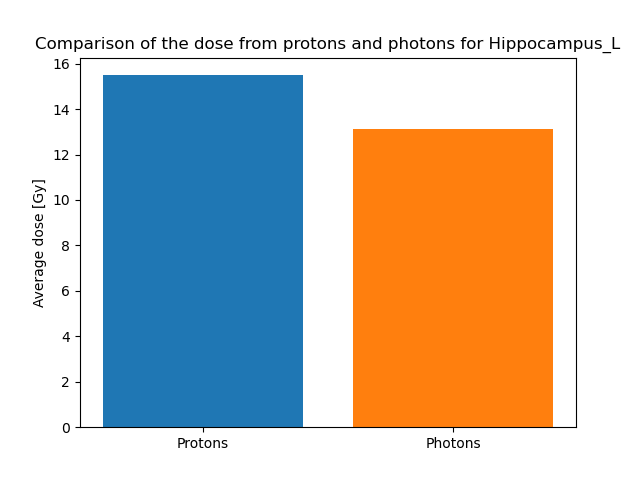 Comparison of the dose from protons and photons for Hippocampus_L
Average dose [Gy]
16
14
12
10
8
6
4
2
0
Protons
Photons